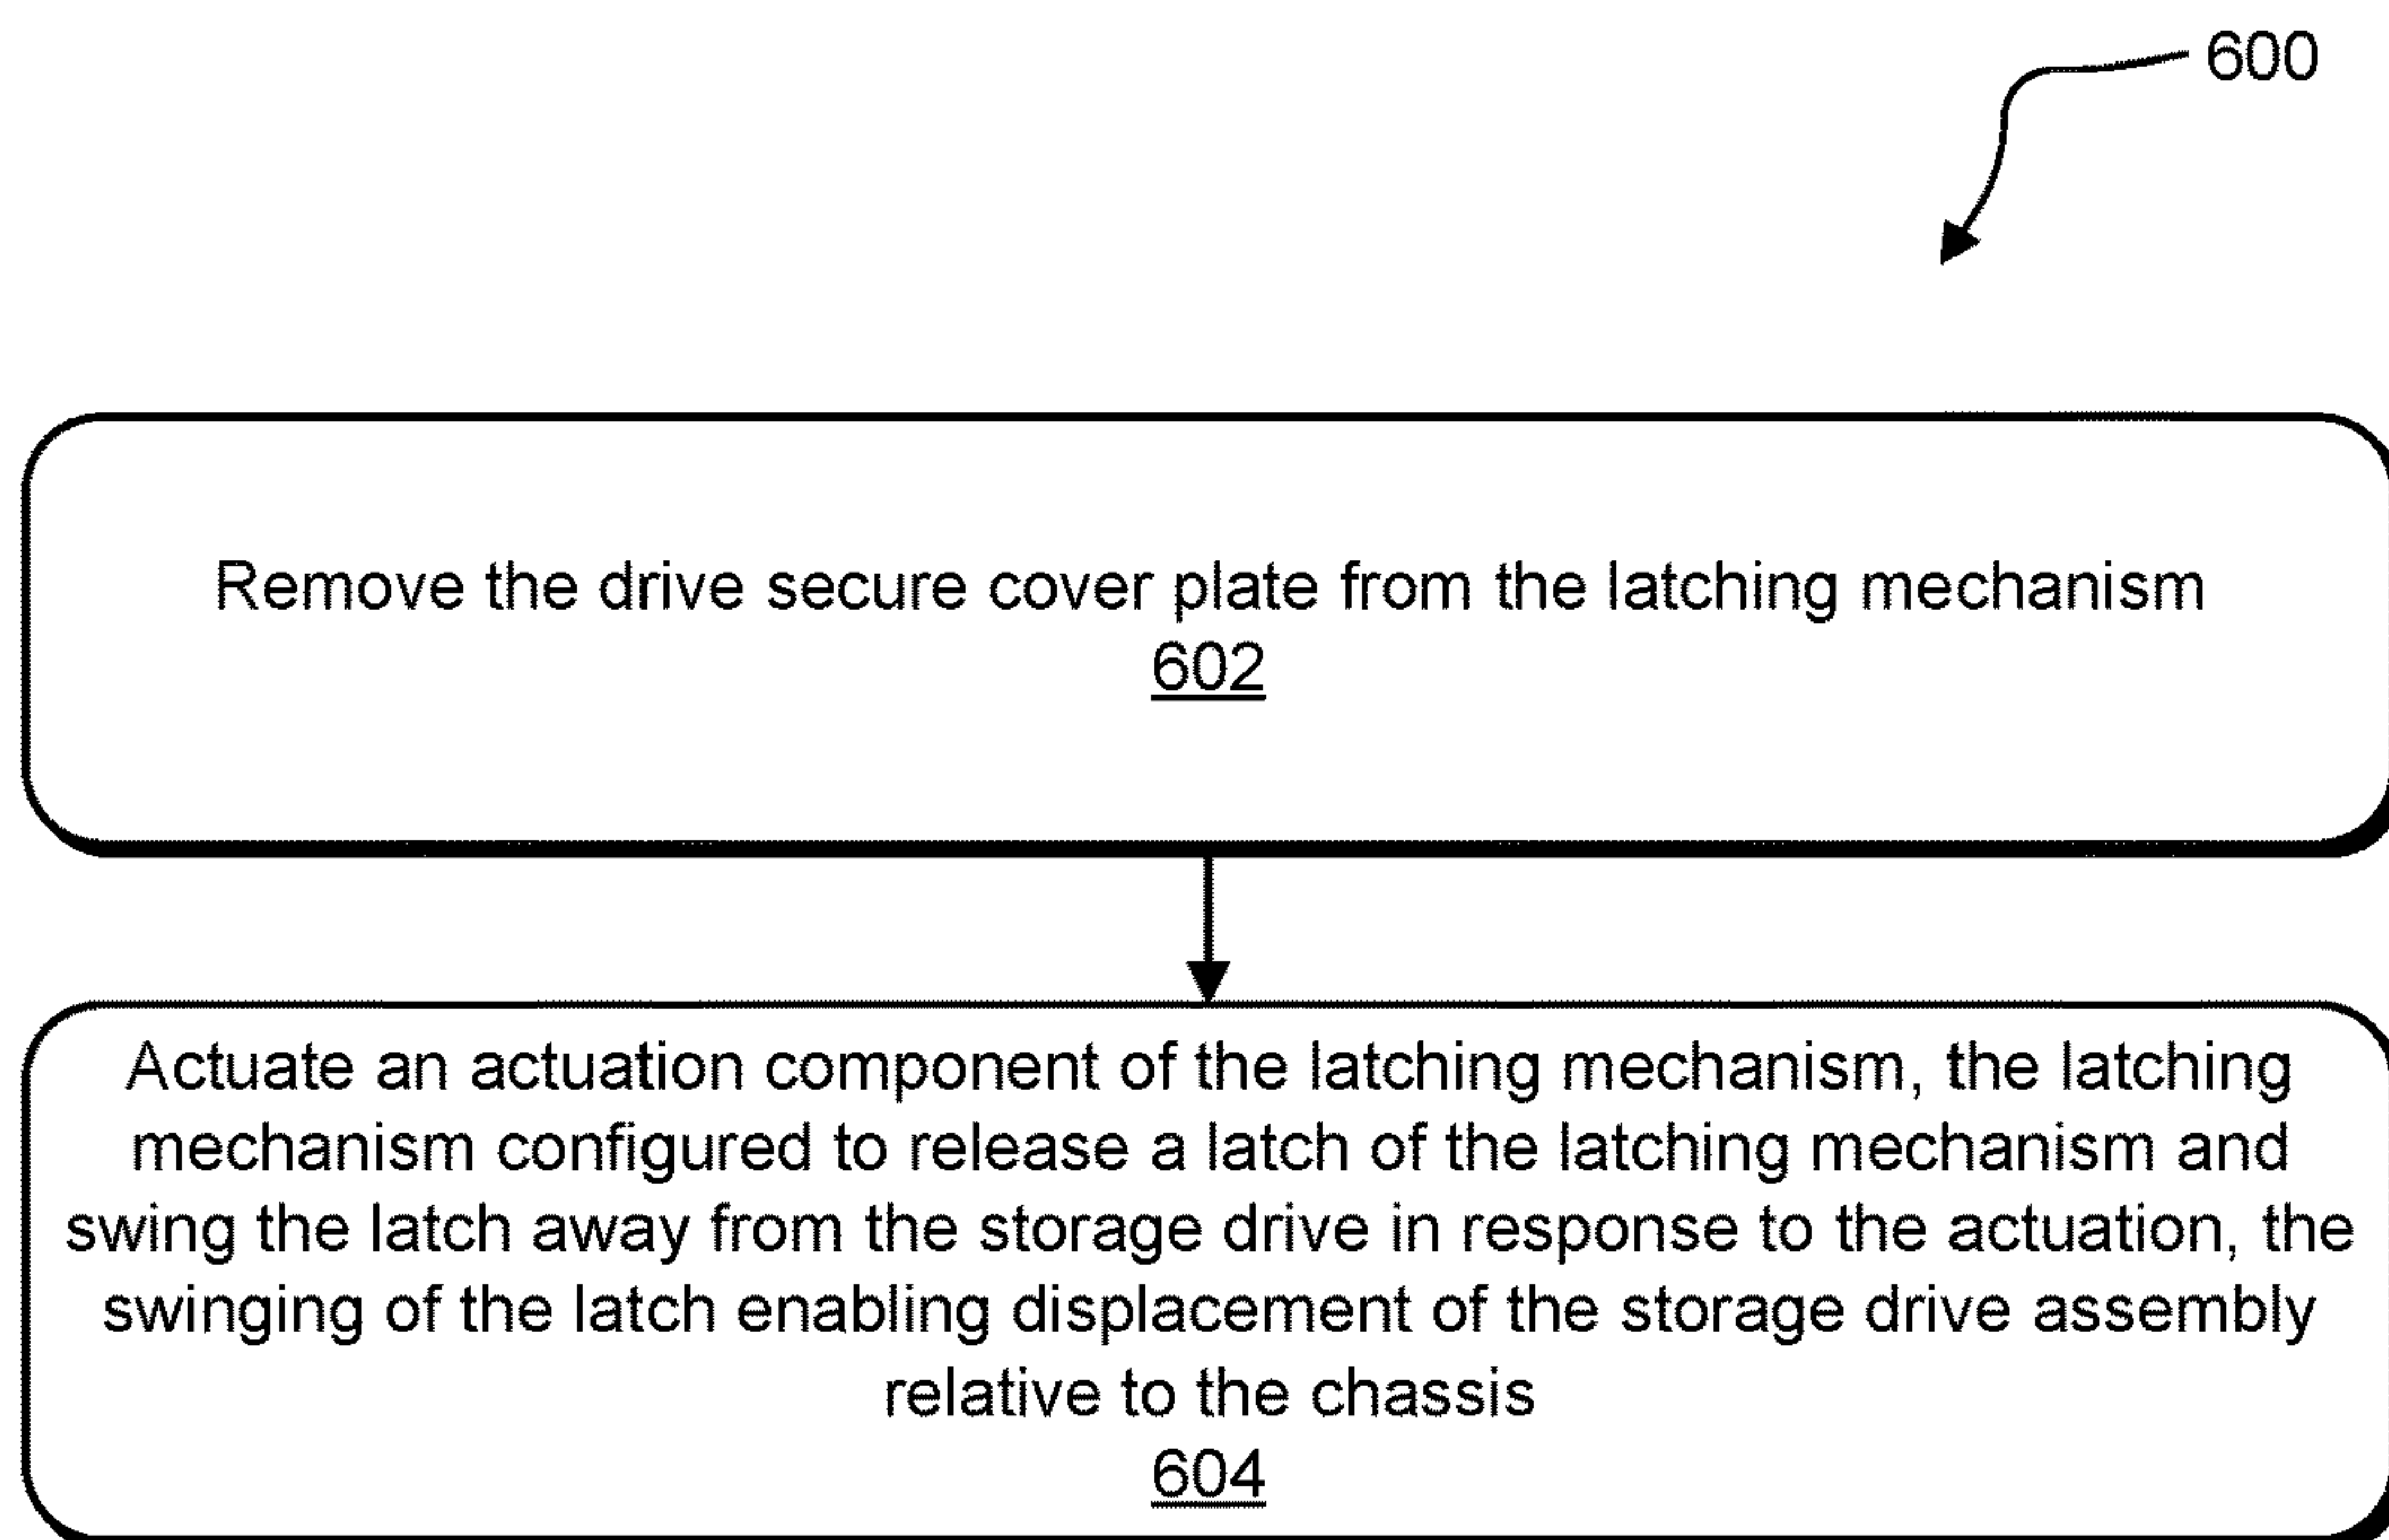 600
Remove the drive secure cover plate from the latching mechanism
602
Actuate an actuation component of the latching mechanism, the latching
mechanism configured to release a latch of the latching mechanism and
swing the latch away from the storage drive in response to the actuation, the
swinging of the latch enabling displacement of the storage drive assembly
relative to the chassis
604